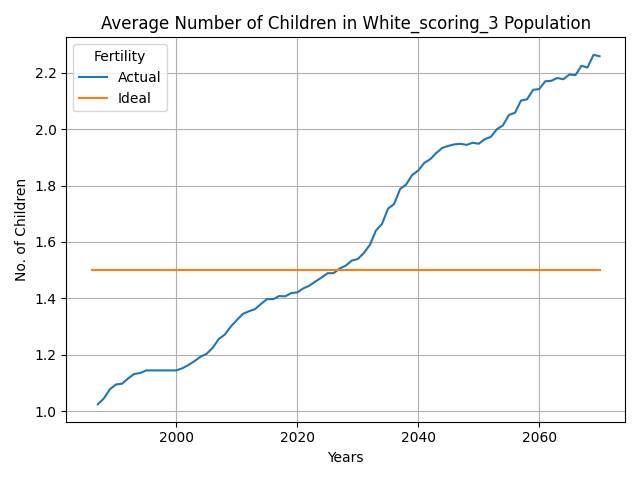 Average Number of Children in White_scoring_3 Population
Fertility
Actual
Ideal
No. of Children
2.2
2.0
1.8
1.6
1.4
1.2
1.0
2000 2020 2040 2060
Years